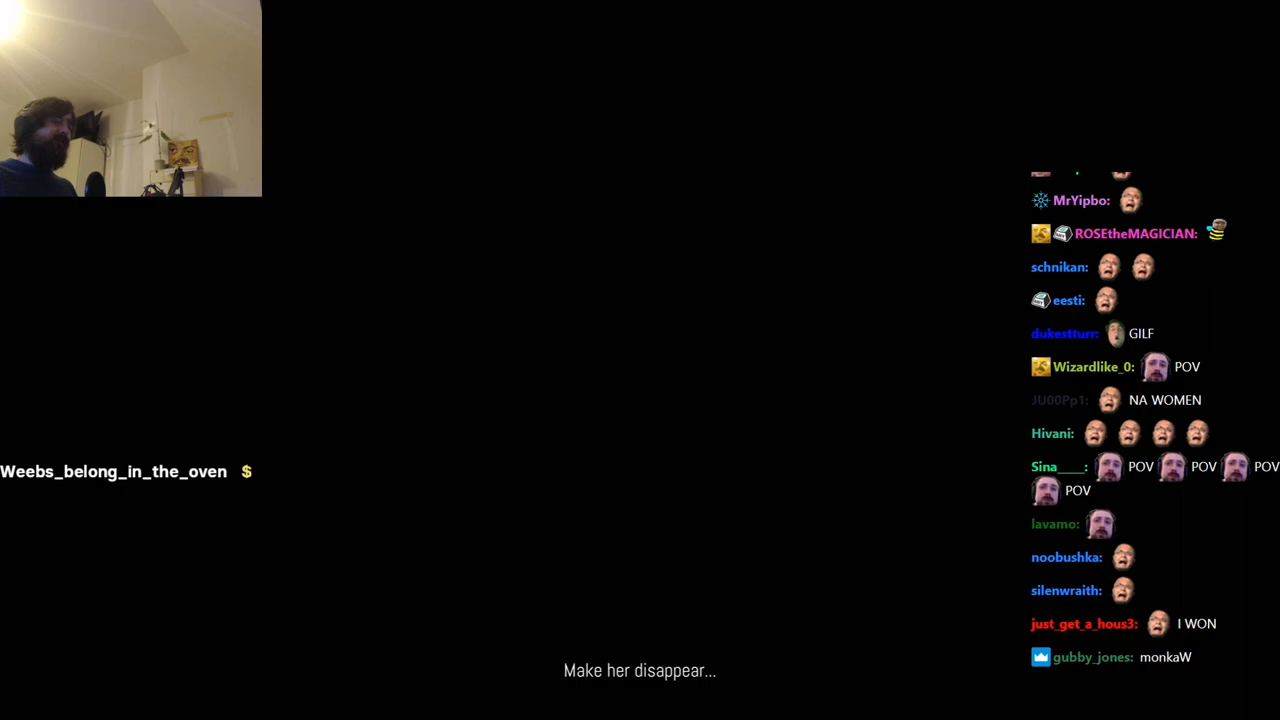 MrYipbo:
ROSEtheMAGICIAN:
schnikan:
eesti:
dukestturr: GILF
Wizardlike_0: POV
JU00Pp1: NA WOMEN
Hivani:
Sina____: POV POV POV
POV
lavamo:
noobushka:
silenwraith:
just_get_a_hous3: I WON
gubby_jones: monkaW
Weebs_belong_in_the_oven $
Make her disappear...